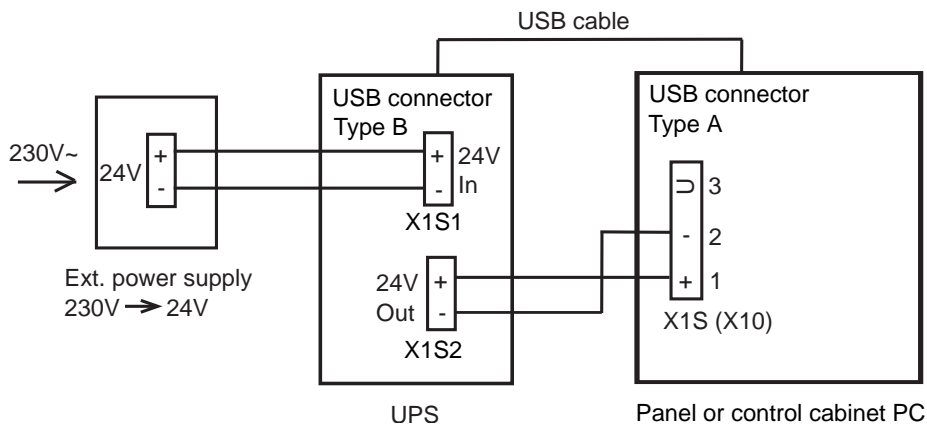 USB cable
USB connector
Type B
USB connector
Type A
230V~
24V
+
-
+
-
24V
In
X1S1
24V
Out
+
-
X1S2
⊃ 3
- 2
+ 1
X1S (X10)
Ext. power supply
230V → 24V
UPS
Panel or control cabinet PC